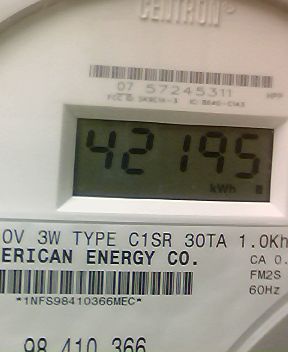 CENTRON®
07 57245311
42195
kWh
0V 3W TYPE C1SR 30TA 1.0Kh
ERICAN ENERGY CO.
CA 0.
FM2S
60Hz
*1NFS98410366MEC*
98 410 366